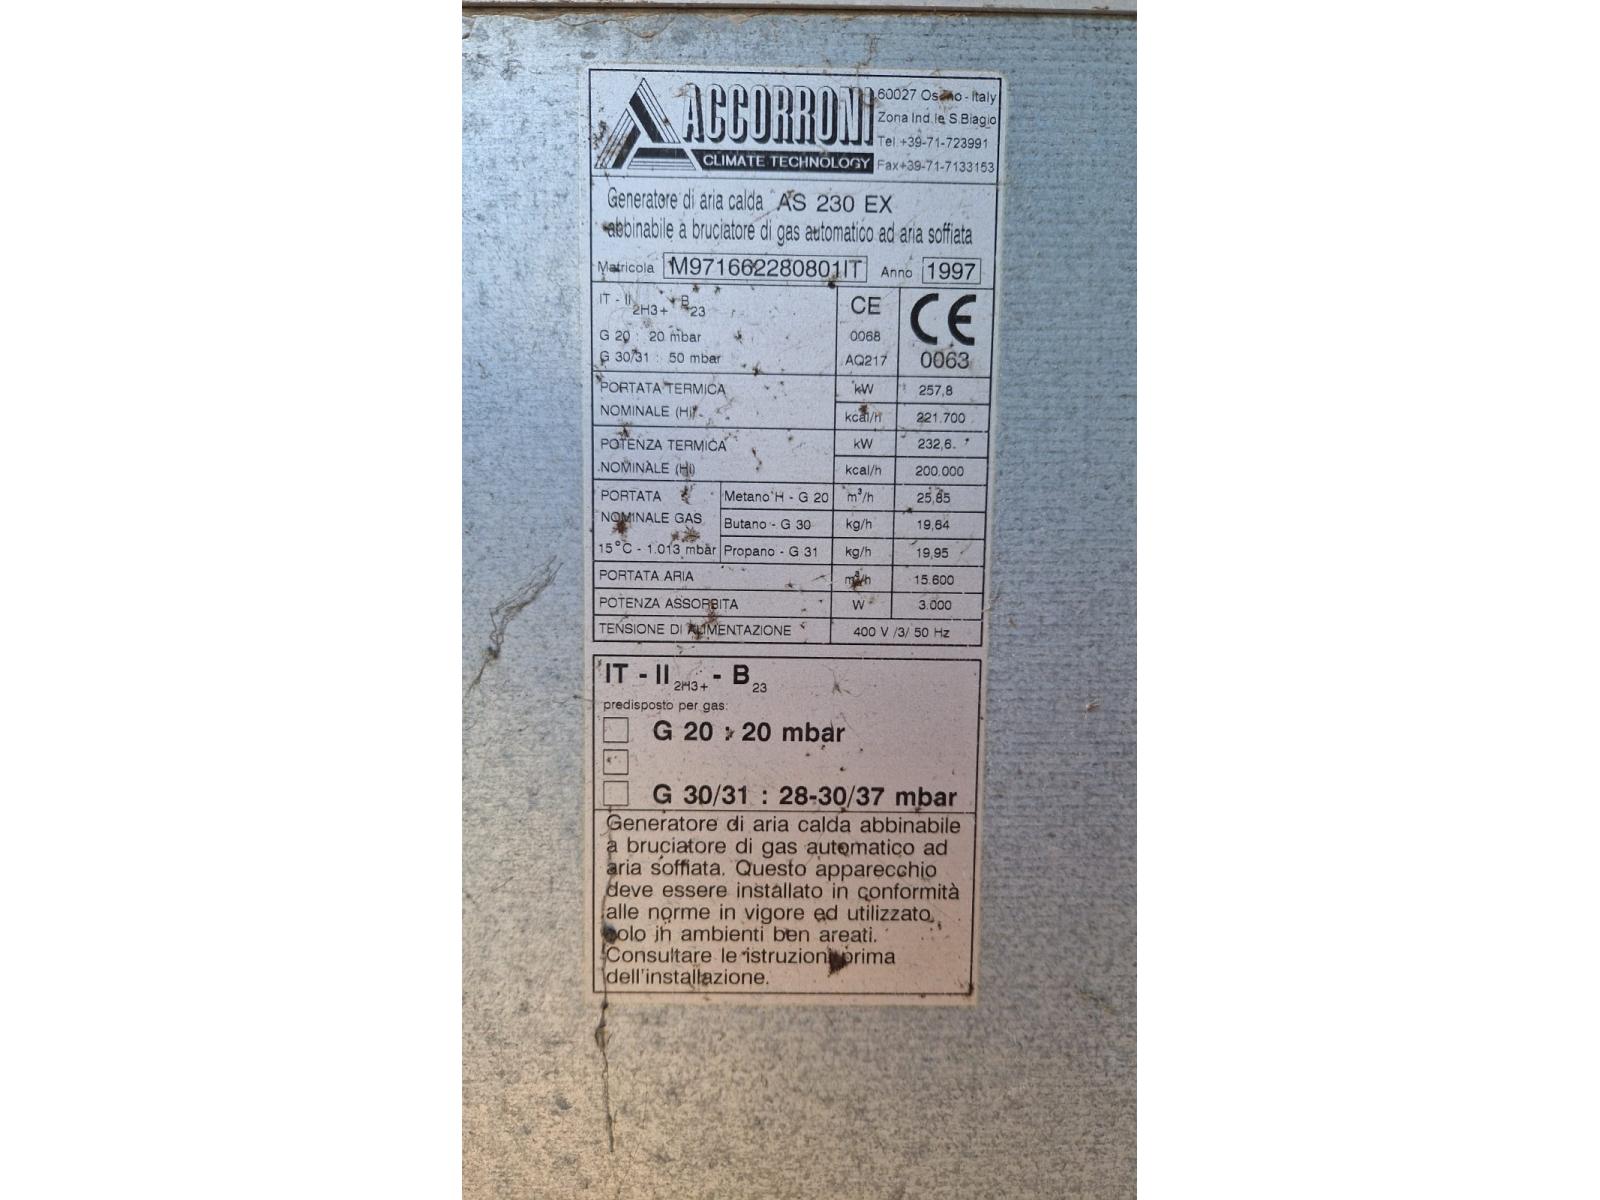 ACCORRONI
CLIMATE TECHNOLOGY
60027 Osimo - Italy
Zona Ind.le S.Biagio
Tel.+39-71-723991
Fax+39-71-7133153
Generatore di aria calda AS 230 EX
abbinabile a bruciatore di gas automatico ad aria soffiata
Matricola M971662280801IT Anno 1997
IT - II 2H3+ - B 23
G 20 : 20 mbar
G 30/31 : 50 mbar
CE
0068
AQ217
CE
0063
PORTATA TERMICA NOMINALE (Hi) kW 257,8
kcal/h 221.700
POTENZA TERMICA NOMINALE (Hi) kW 232,6
kcal/h 200.000
PORTATA NOMINALE GAS 15°C - 1.013 mbar
Metano H - G 20 m³/h 25,85
Butano - G 30 kg/h 19,64
Propano - G 31 kg/h 19,95
PORTATA ARIA m³/h 15.600
POTENZA ASSORBITA W 3.000
TENSIONE DI ALIMENTAZIONE 400 V /3/ 50 Hz
IT - II 2H3+ - B 23
predisposto per gas:
G 20 : 20 mbar
G 30/31 : 28-30/37 mbar
Generatore di aria calda abbinabile
a bruciatore di gas automatico ad
aria soffiata. Questo apparecchio
deve essere installato in conformità
alle norme in vigore ed utilizzato
solo in ambienti ben areati.
Consultare le istruzioni prima
dell'installazione.